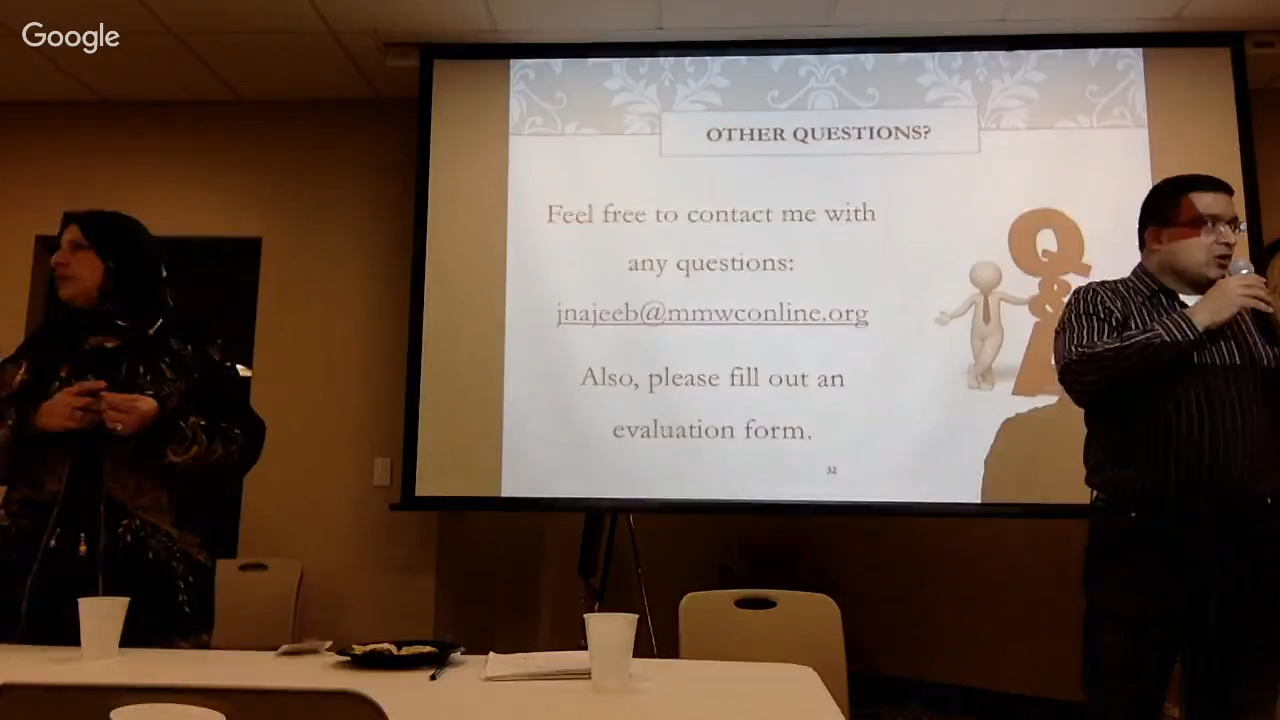 Google
OTHER QUESTIONS?
Feel free to contact me with
any questions:
jnajeeb@mmwconline.org
Also, please fill out an
evaluation form.
32
Q
&
A